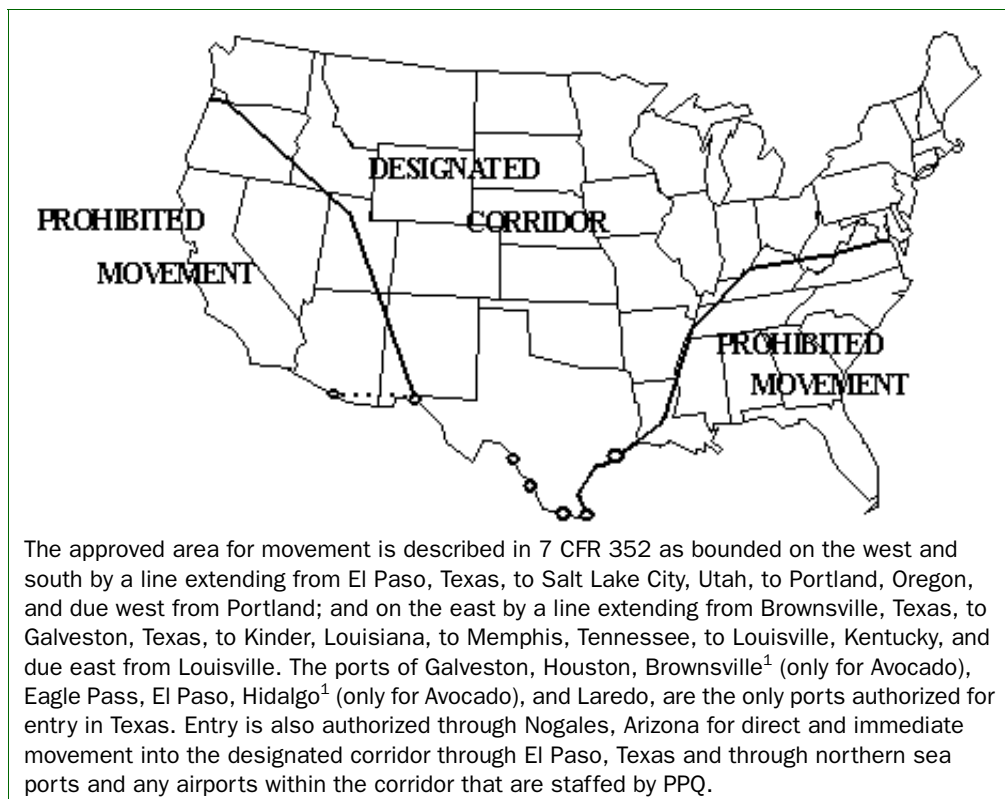 DESIGNATED
PROHIBITED
CORRIDOR
MOVEMENT
PROHIBITED
MOVEMENT
The approved area for movement is described in 7 CFR 352 as bounded on the west and
south by a line extending from El Paso, Texas, to Salt Lake City, Utah, to Portland, Oregon,
and due west from Portland; and on the east by a line extending from Brownsville, Texas, to
Galveston, Texas, to Kinder, Louisiana, to Memphis, Tennessee, to Louisville, Kentucky, and
due east from Louisville. The ports of Galveston, Houston, Brownsville¹ (only for Avocado),
Eagle Pass, El Paso, Hidalgo¹ (only for Avocado), and Laredo, are the only ports authorized for
entry in Texas. Entry is also authorized through Nogales, Arizona for direct and immediate
movement into the designated corridor through El Paso, Texas and through northern sea
ports and any airports within the corridor that are staffed by PPQ.